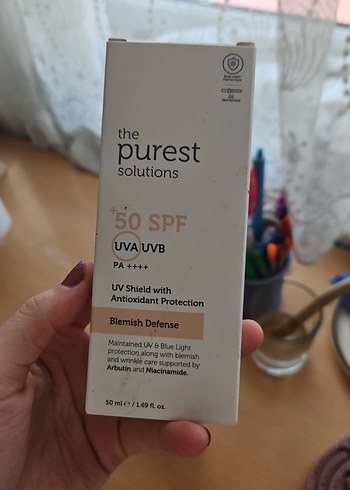 the
purest
solutions
+50 SPF
UVA UVB
PA ++++
UV Shield with
Antioxidant Protection
Blemish Defense
Maintained UV & Blue Light
protection along with blemish
and wrinkle care supported by
Arbutin and Niacinamide.
50 ml ℮ / 1.69 fl. oz.